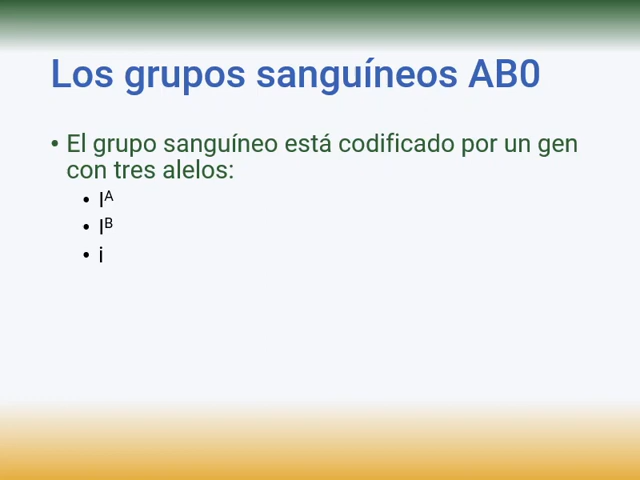 Los grupos sanguíneos AB0
• El grupo sanguíneo está codificado por un gen
con tres alelos:
• Iᴬ
• Iᴮ
• i